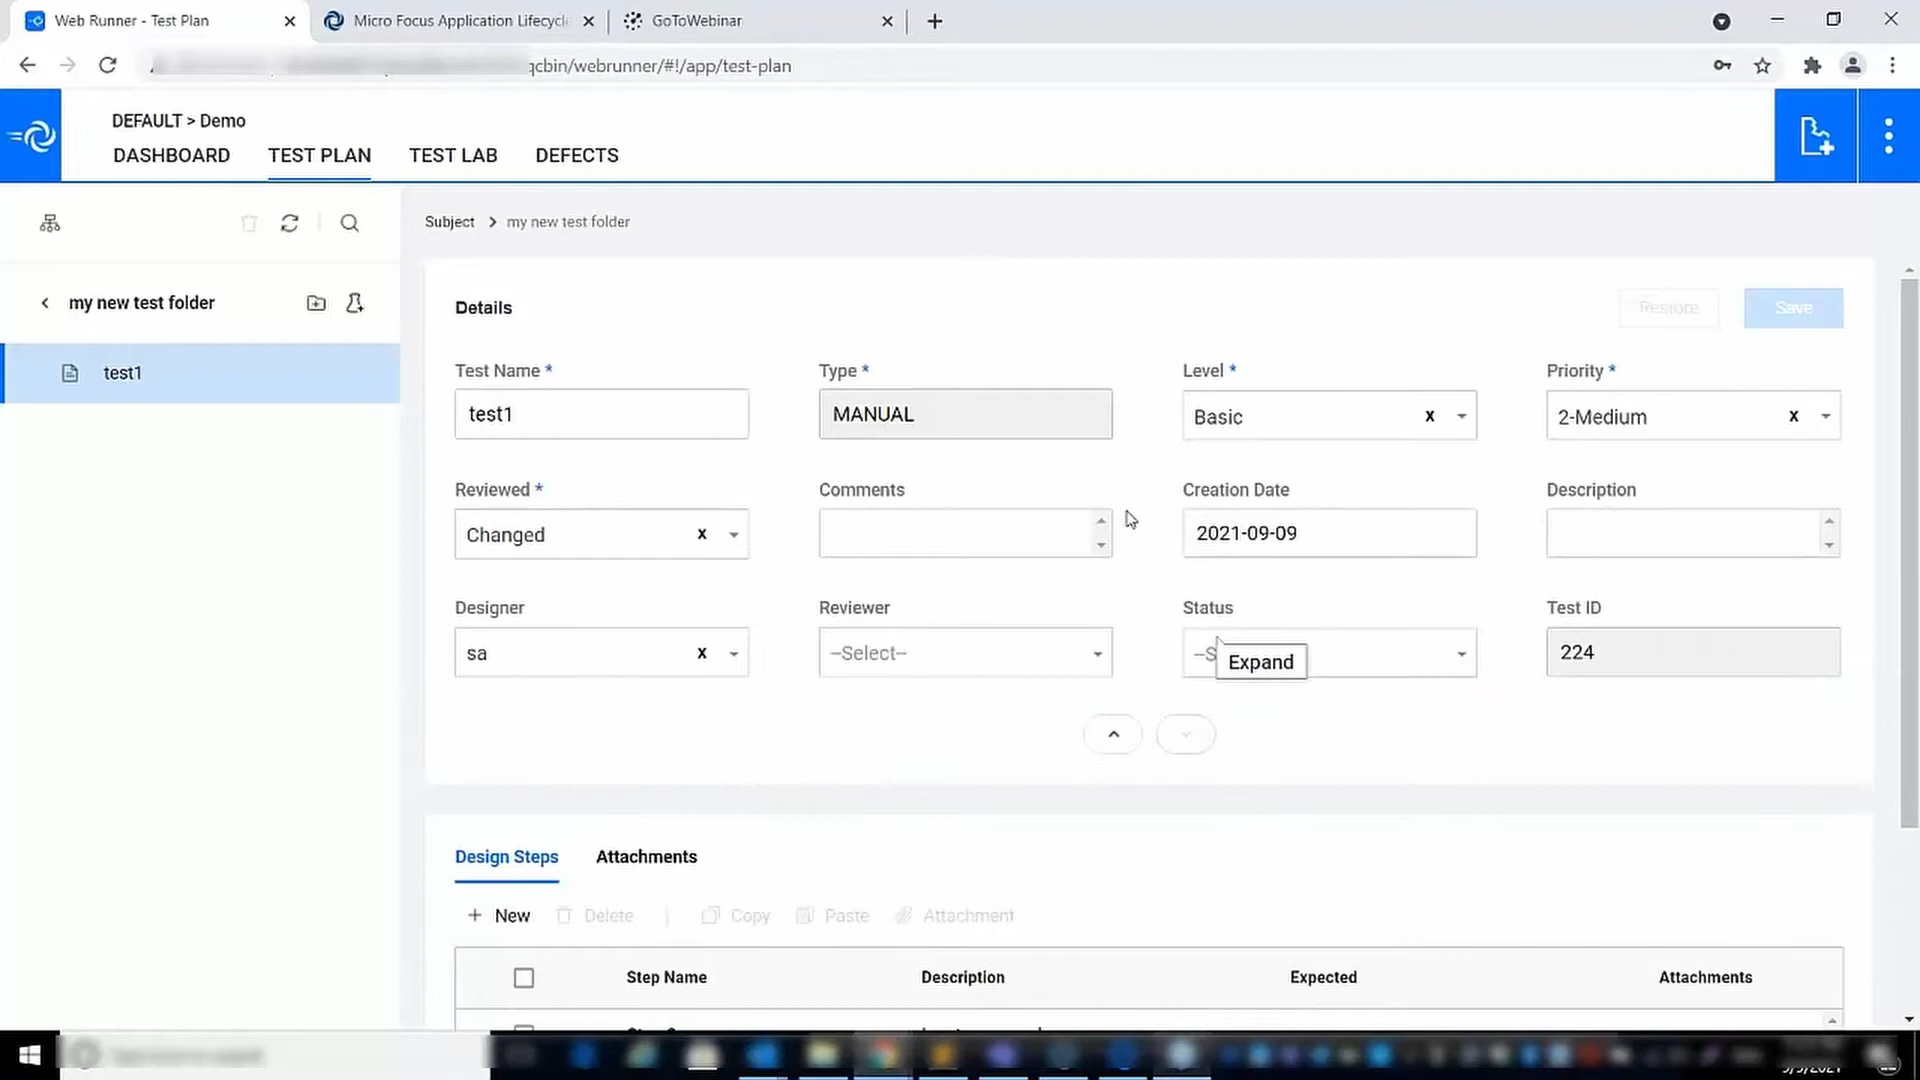 Web Runner - Test Plan
Micro Focus Application Lifecycl
GoToWebinar
qcbin/webrunner/#!/app/test-plan
DEFAULT > Demo
DASHBOARD TEST PLAN TEST LAB DEFECTS
Subject > my new test folder
my new test folder
test1
Details
Restore Save
Test Name * Type * Level * Priority *
test1 MANUAL Basic x 2-Medium x
Reviewed * Comments Creation Date Description
Changed x 2021-09-09
Designer Reviewer Status Test ID
sa x --Select-- --S 224
Expand
Design Steps Attachments
+ New Delete | Copy Paste Attachment
Step Name Description Expected Attachments